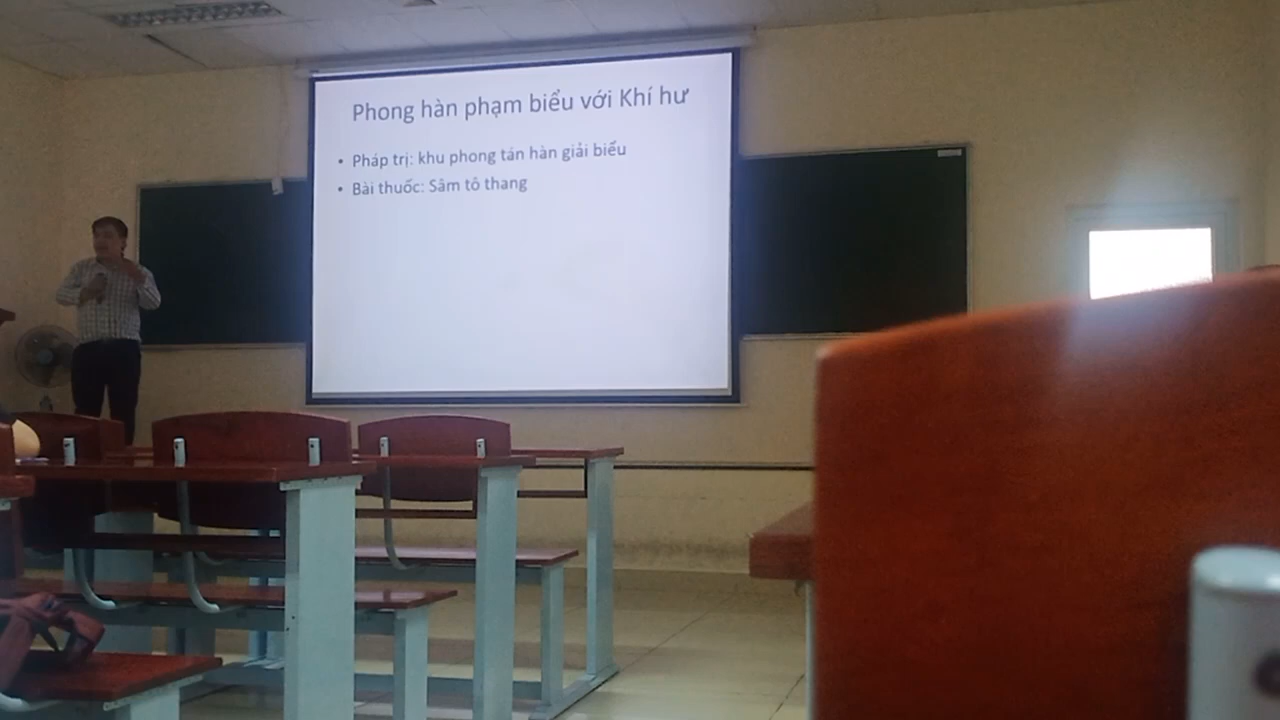 Phong hàn phạm biểu với Khí hư
• Pháp trị: khu phong tán hàn giải biểu
• Bài thuốc: Sâm tô thang